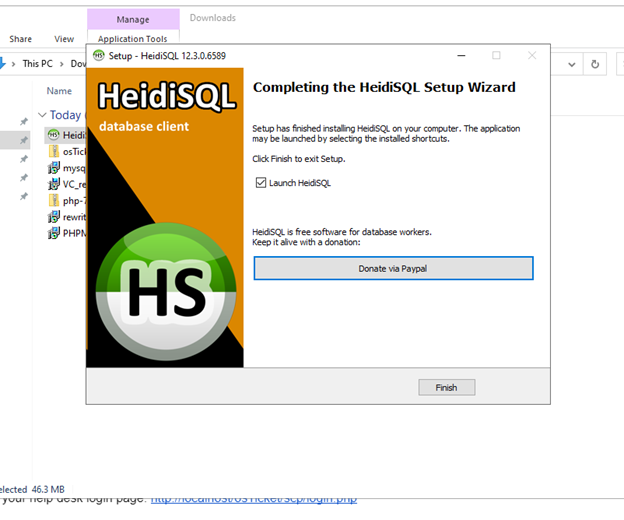 Manage
Downloads
Share
View
Application Tools
This PC
Dow
Setup - HeidiSQL 12.3.0.6589
Name
Today (
Heidi
osTick
mysq
VC_re
php-7
rewrit
PHPM
HeidiSQL
database client
HS
Completing the HeidiSQL Setup Wizard
Setup has finished installing HeidiSQL on your computer. The application
may be launched by selecting the installed shortcuts.
Click Finish to exit Setup.
Launch HeidiSQL
HeidiSQL is free software for database workers.
Keep it alive with a donation:
Donate via Paypal
Finish
elected 46.3 MB
your help desk login page: http://localhost/osTicket/scp/login.php